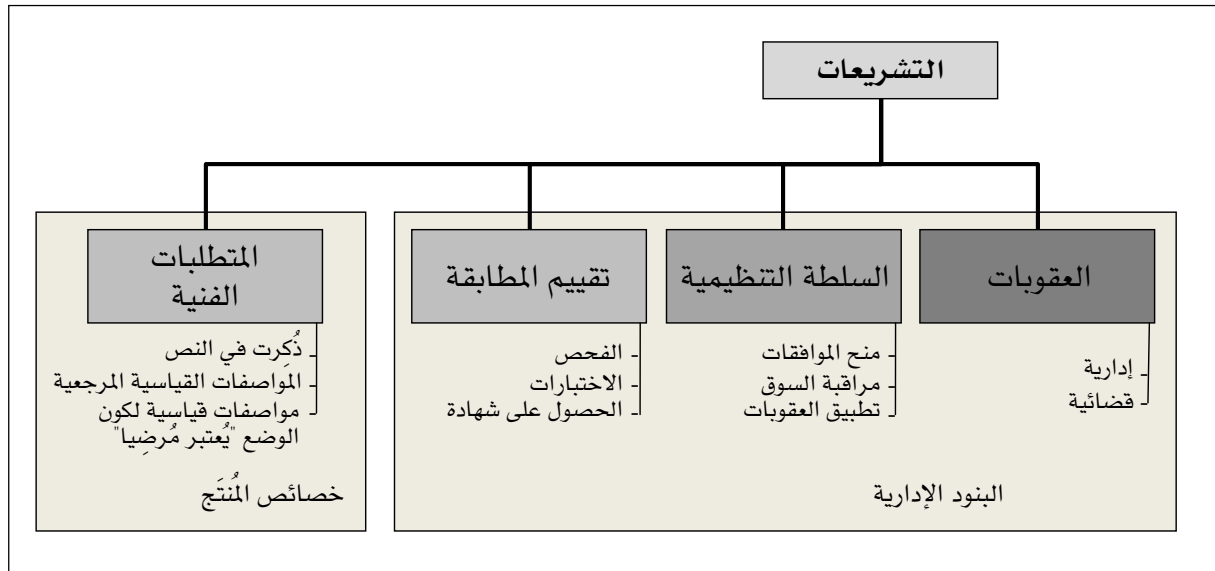 التشريعات
العقوبات
- إدارية
- قضائية
السلطة التنظيمية
- منح الموافقات
- مراقبة السوق
- تطبيق العقوبات
تقييم المطابقة
- الفحص
- الاختبارات
- الحصول على شهادة
البنود الإدارية
المتطلبات
الفنية
- ذُكِرت في النص
- المواصفات القياسية المرجعية
- مواصفات قياسية لكون
الوضع "يُعتبر مُرضِيا"
خصائص المُنتَج